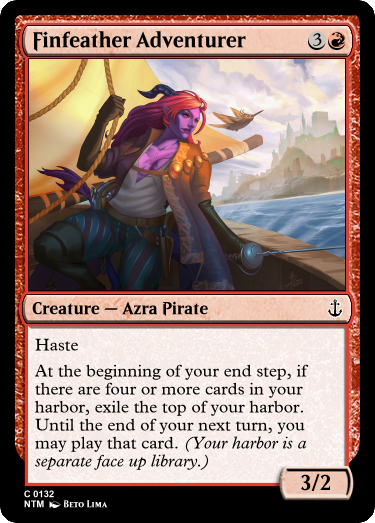 Finfeather Adventurer 3
Creature — Azra Pirate
Haste
At the beginning of your end step, if
there are four or more cards in your
harbor, exile the top of your harbor.
Until the end of your next turn, you
may play that card. (Your harbor is a
separate face up library.)
3/2
C 0132
NTM Beto Lima